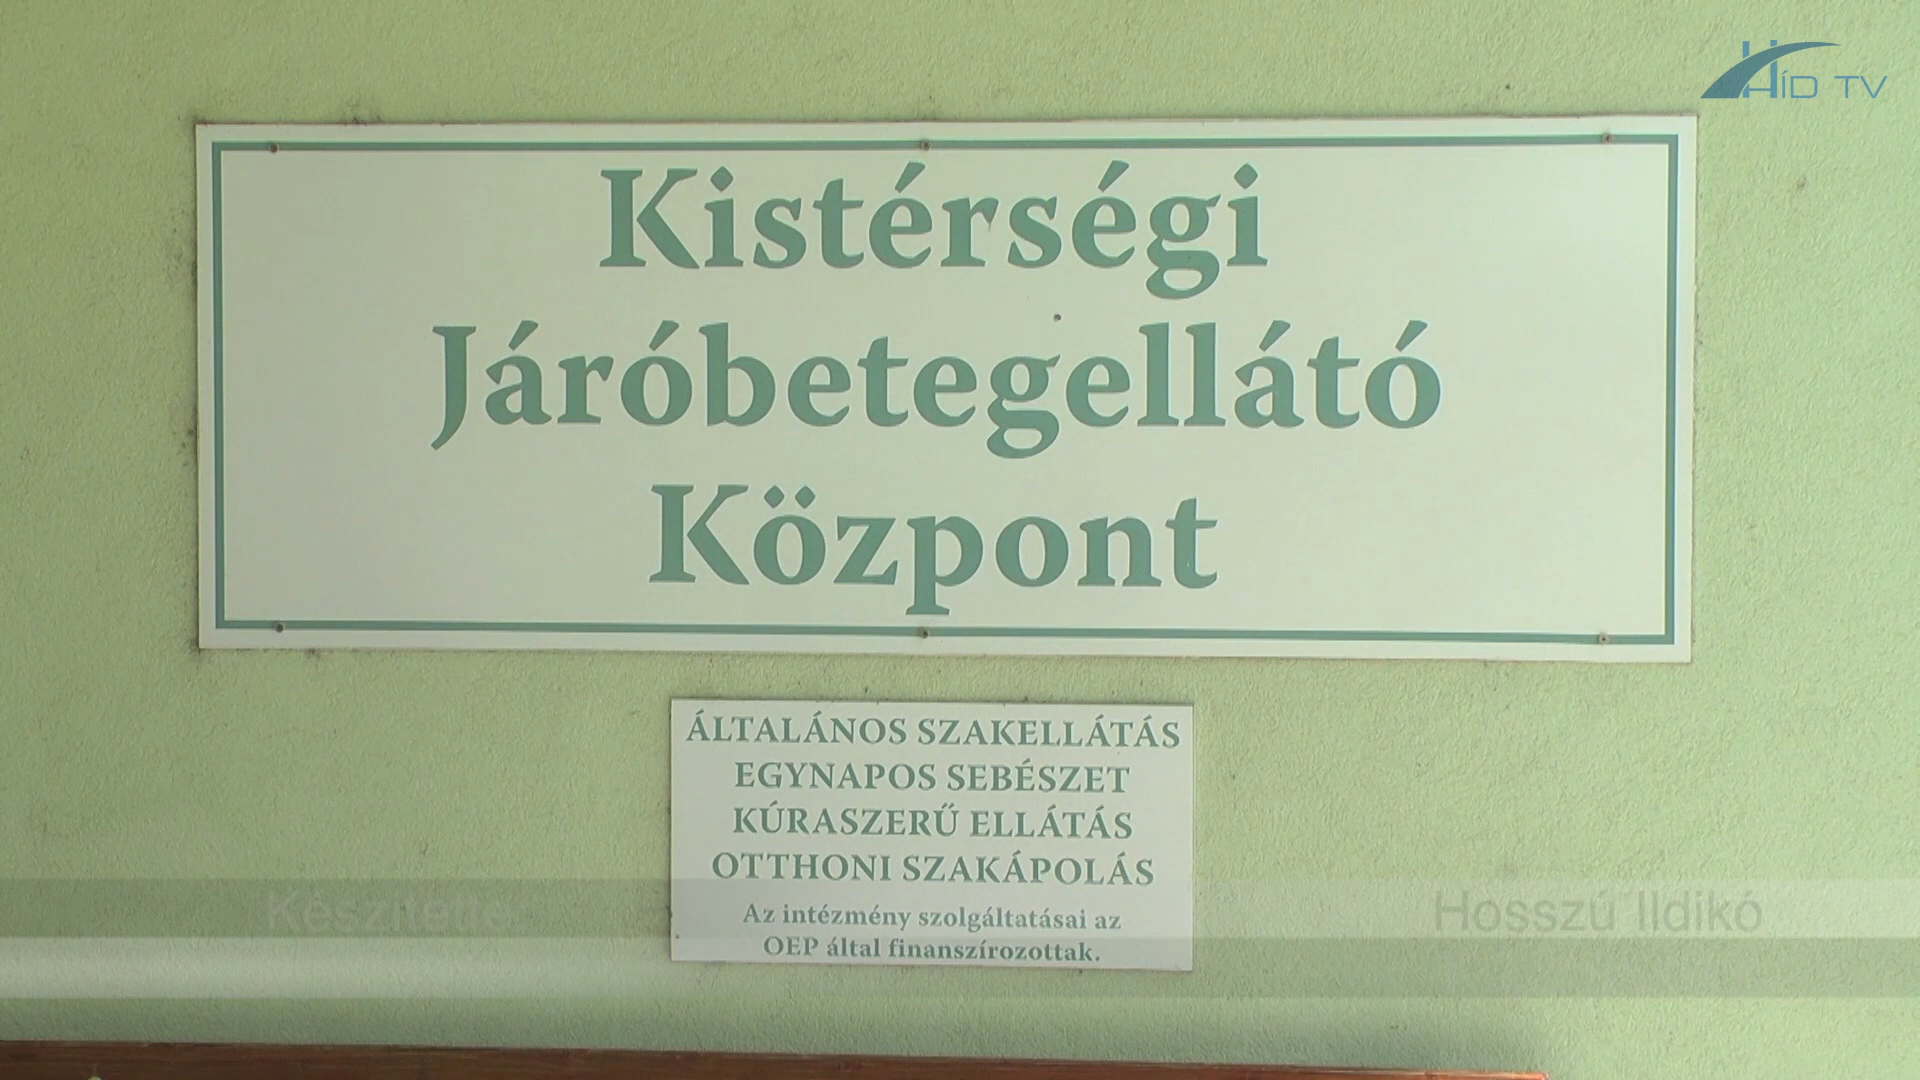 HÍD TV
Kistérségi
Járóbetegellátó
Központ
ÁLTALÁNOS SZAKELLÁTÁS
EGYNAPOS SEBÉSZET
KÚRASZERŰ ELLÁTÁS
OTTHONI SZAKÁPOLÁS
Az intézmény szolgáltatásai az
OEP által finanszírozottak.
Készítette
Hosszú Ildikó